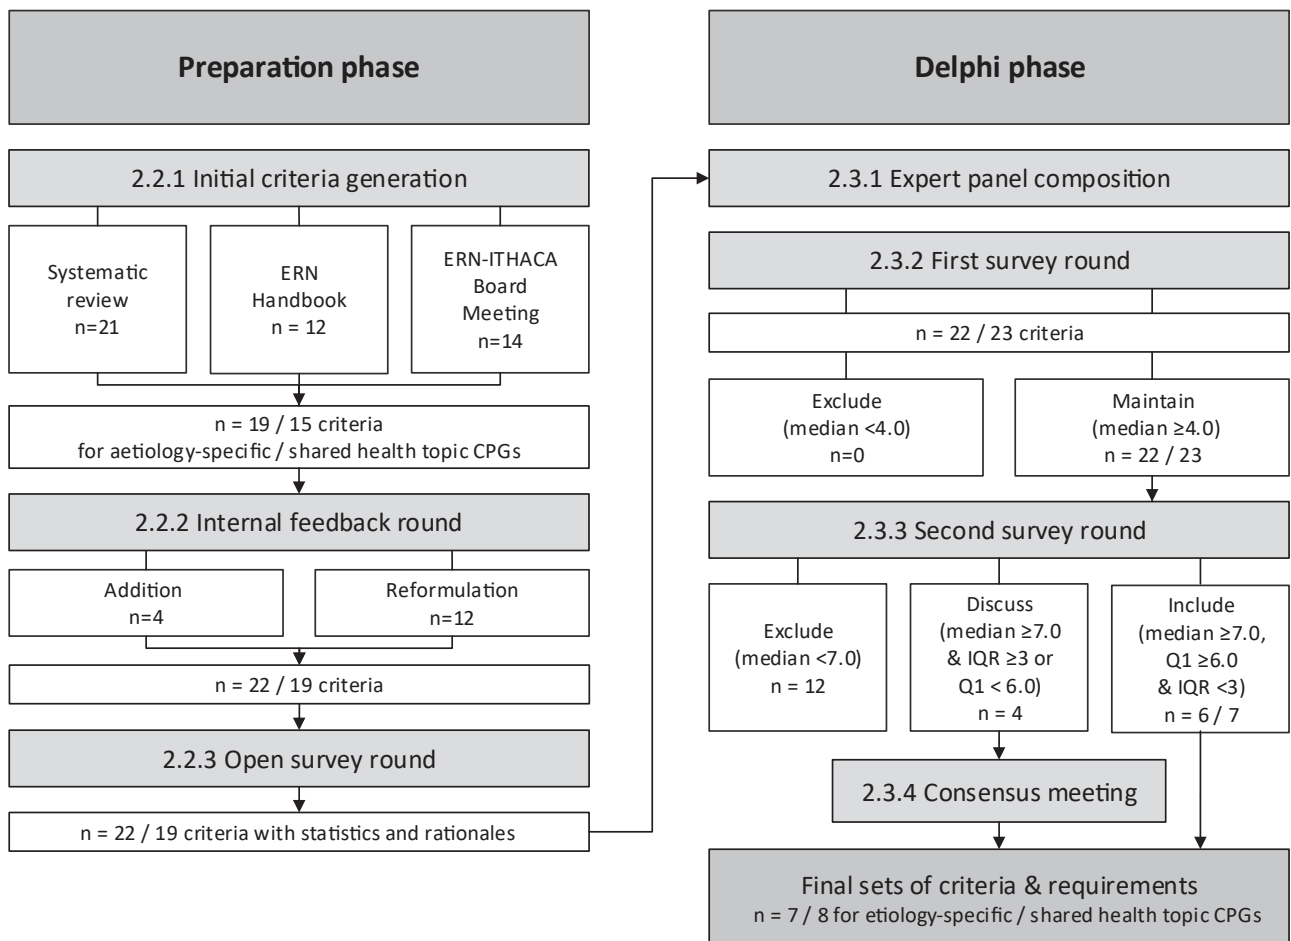 Preparation phase
2.2.1 Initial criteria generation
Systematic
review
n=21
ERN
Handbook
n = 12
ERN-ITHACA
Board
Meeting
n=14
n = 19 / 15 criteria
for aetiology-specific / shared health topic CPGs
2.2.2 Internal feedback round
Addition
n=4
Reformulation
n=12
n = 22 / 19 criteria
2.2.3 Open survey round
n = 22 / 19 criteria with statistics and rationales
Delphi phase
2.3.1 Expert panel composition
2.3.2 First survey round
n = 22 / 23 criteria
Exclude
(median <4.0)
n=0
Maintain
(median ≥4.0)
n = 22 / 23
2.3.3 Second survey round
Exclude
(median <7.0)
n = 12
Discuss
(median ≥7.0
& IQR ≥3 or
Q1 < 6.0)
n = 4
Include
(median ≥7.0,
Q1 ≥6.0
& IQR <3)
n = 6 / 7
2.3.4 Consensus meeting
Final sets of criteria & requirements
n = 7 / 8 for etiology-specific / shared health topic CPGs